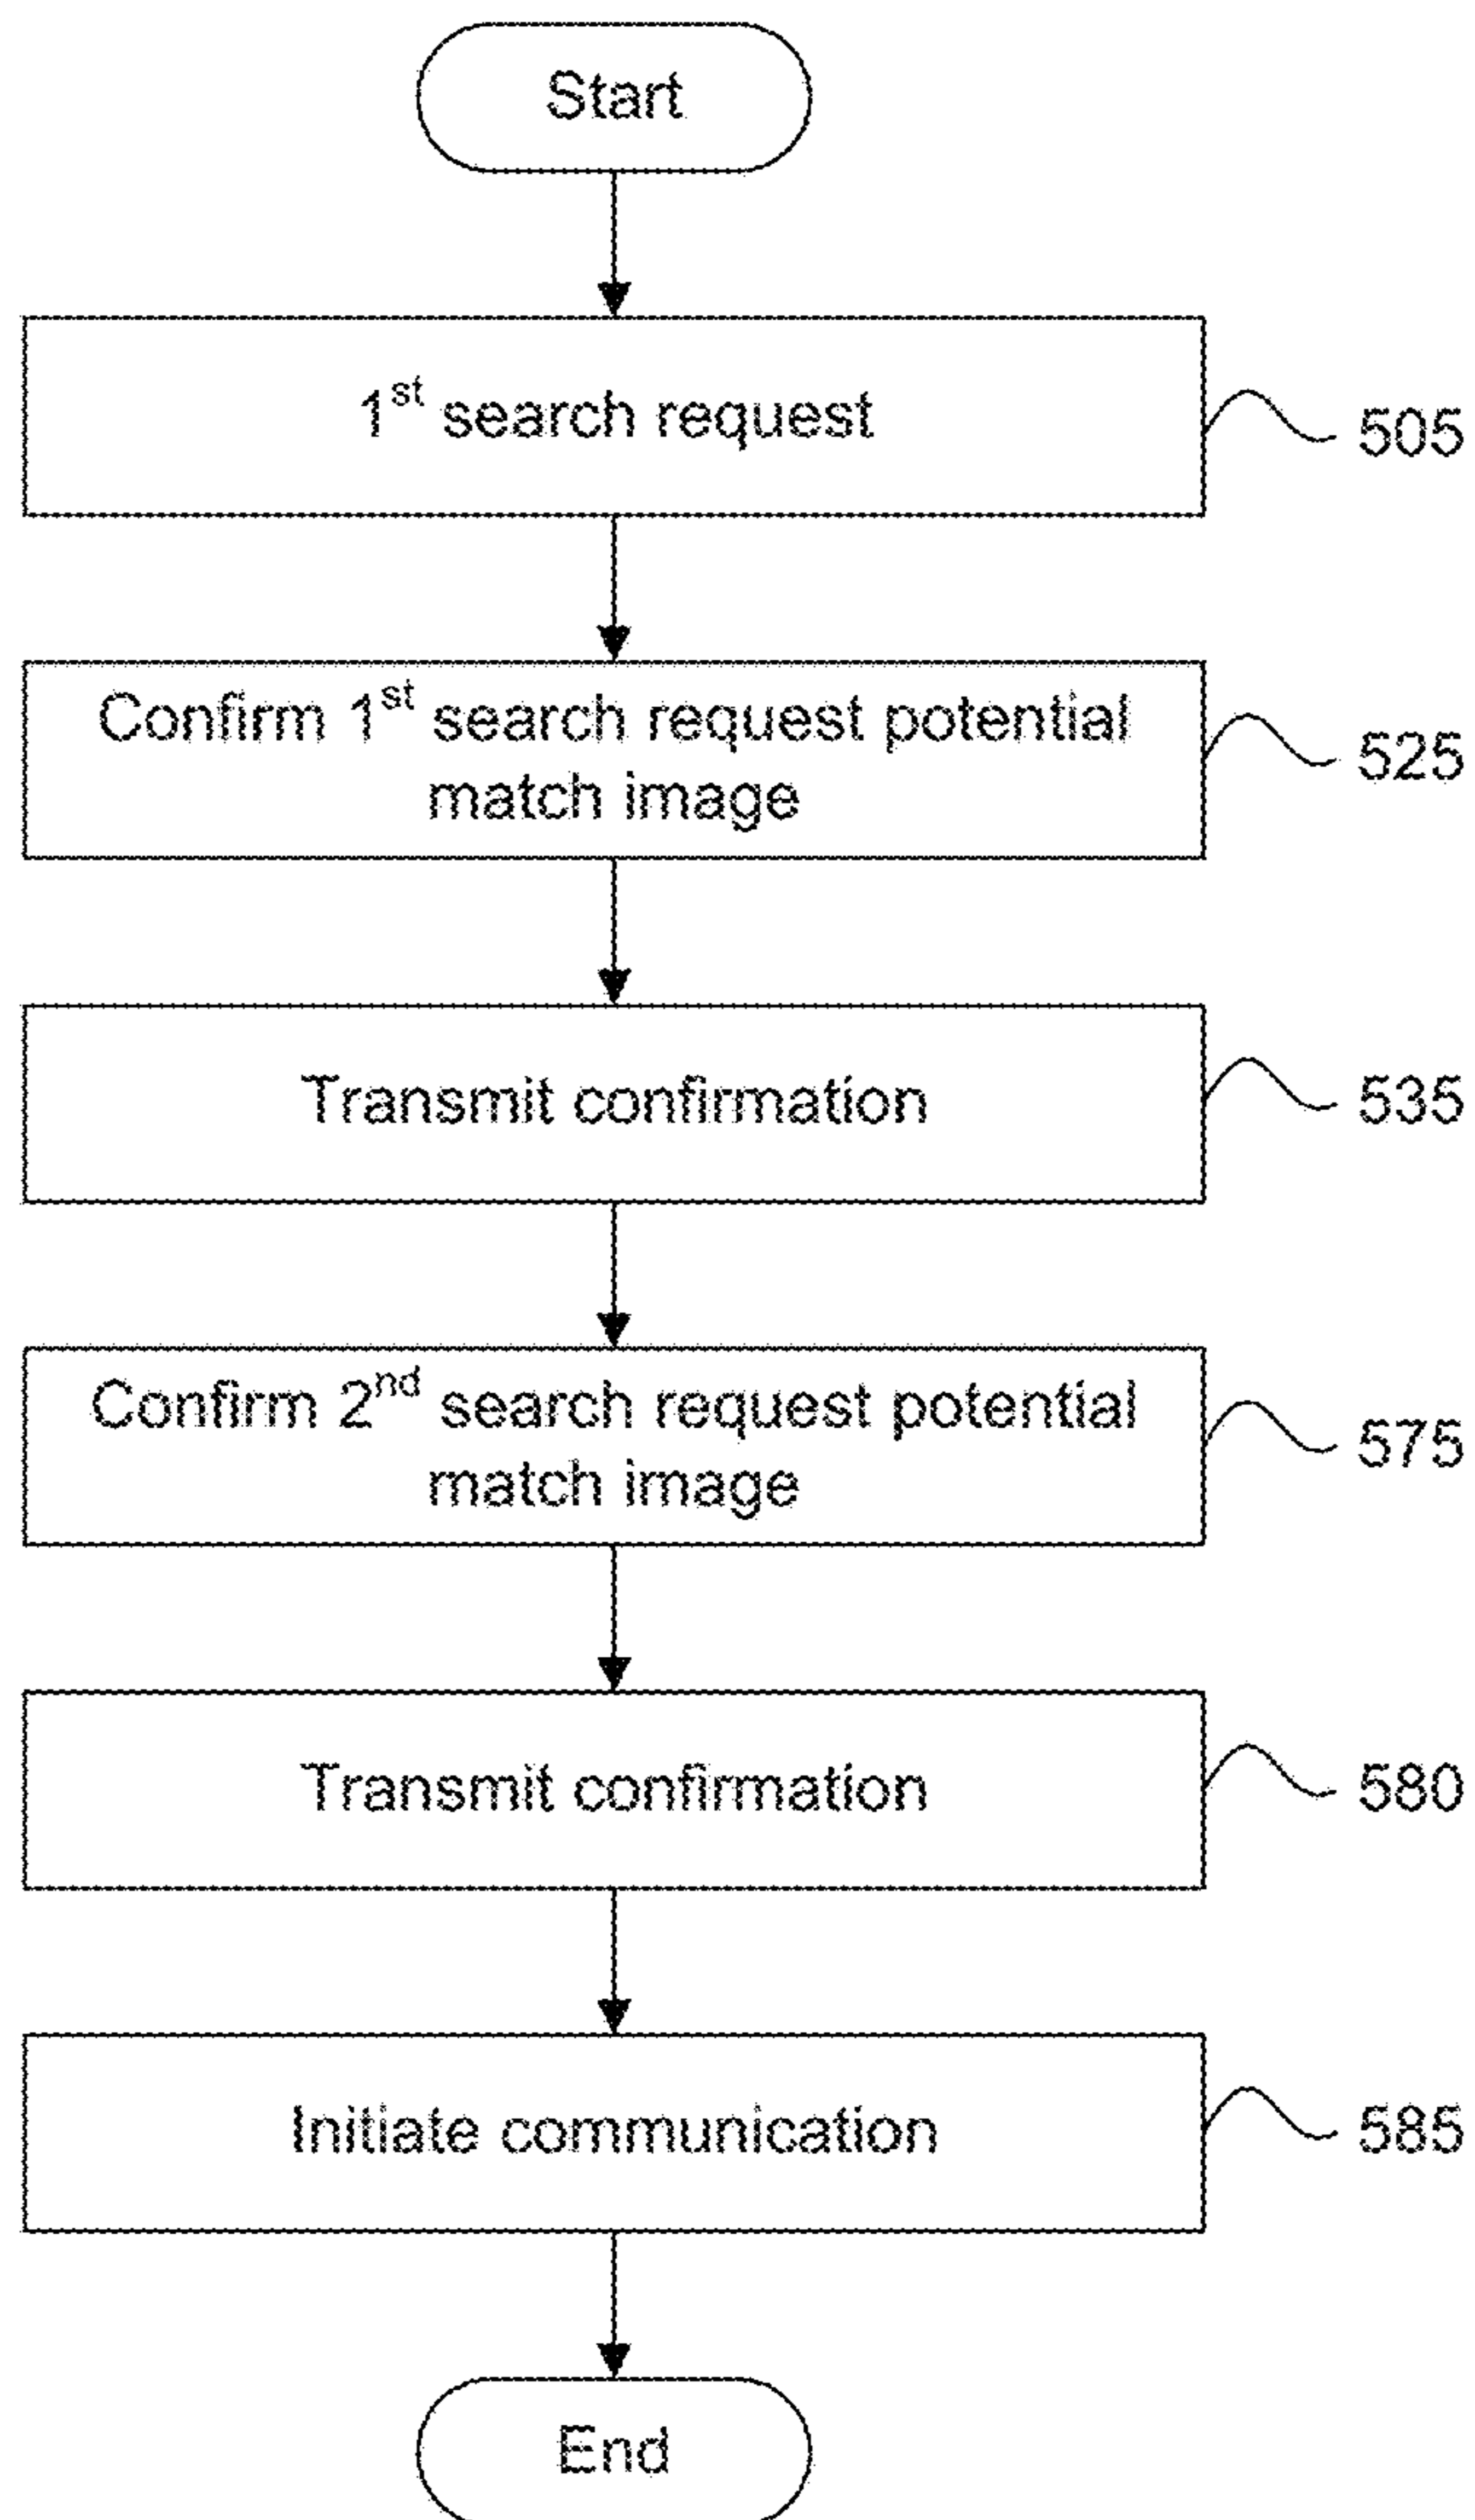 Start
1st search request
505
Confirm 1st search request potential
match image
525
Transmit confirmation
535
Confirm 2nd search request potential
match image
575
Transmit confirmation
580
Initiate communication
585
End